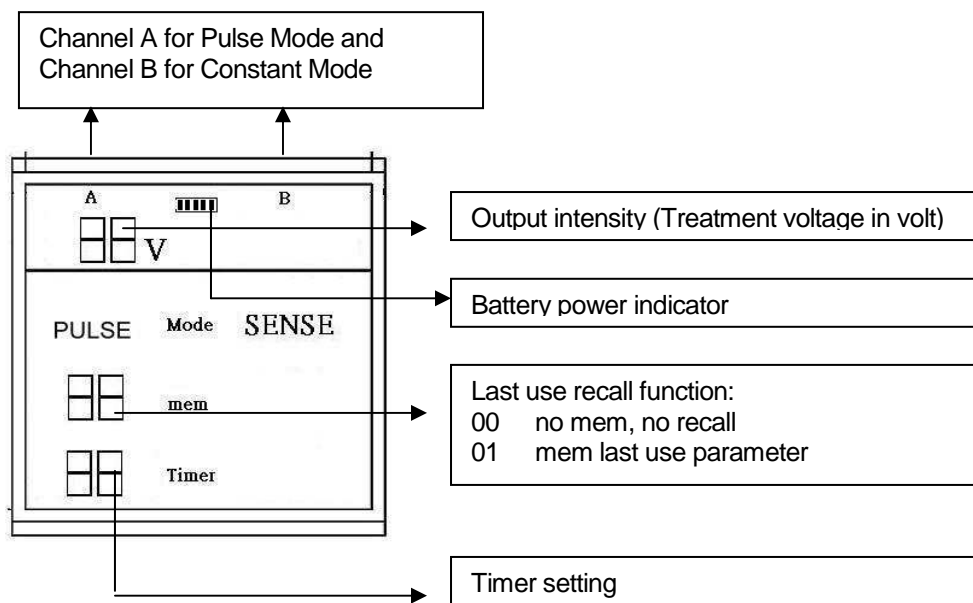 Channel A for Pulse Mode and
Channel B for Constant Mode
A B
V
Output intensity (Treatment voltage in volt)
Battery power indicator
PULSE Mode SENSE
mem
Last use recall function:
00 no mem, no recall
01 mem last use parameter
Timer
Timer setting